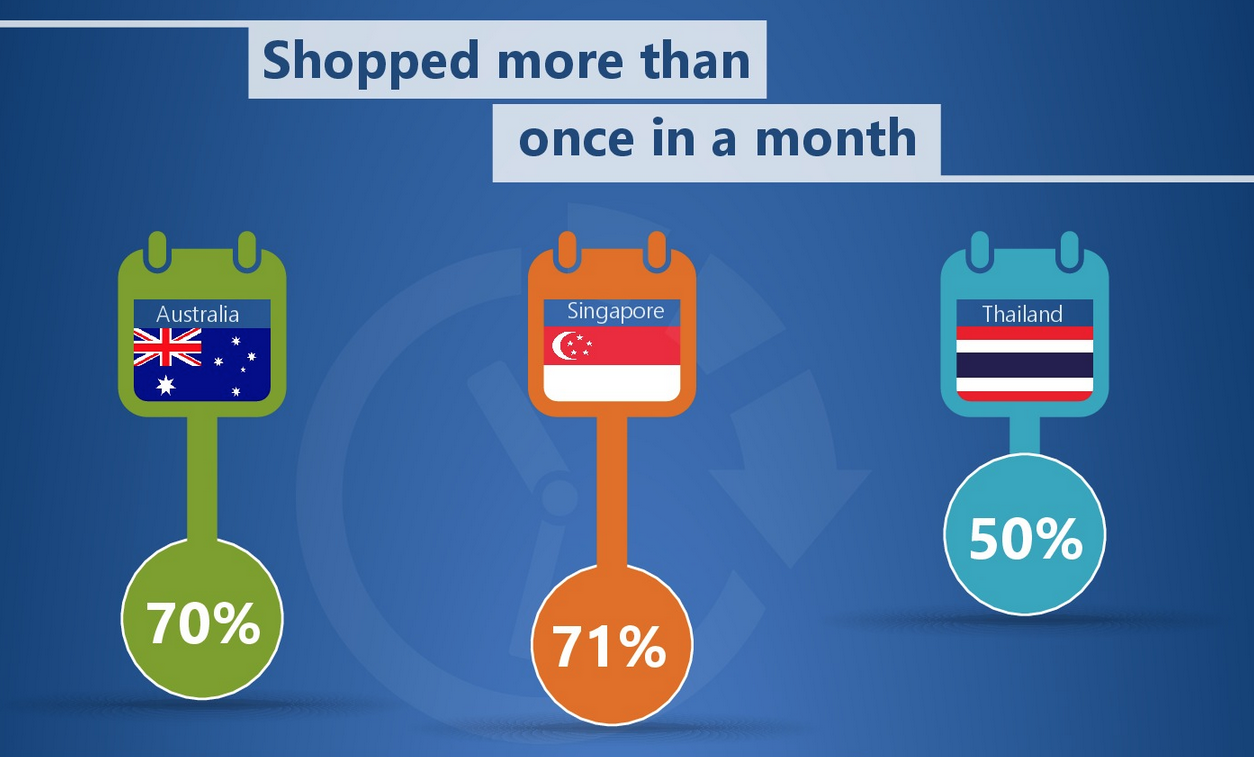 Shopped more than
once in a month
Australia
Singapore
Thailand
70%
71%
50%